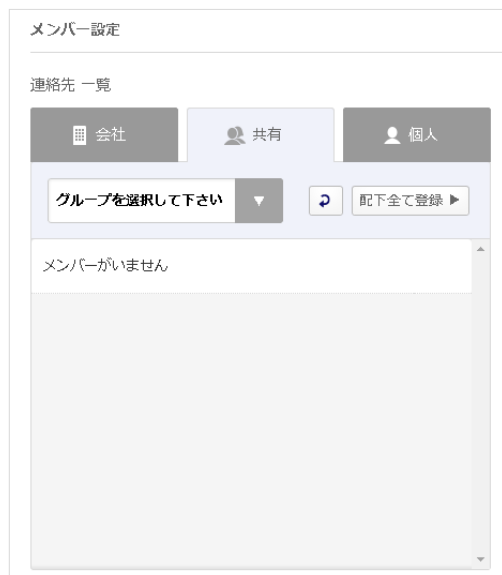 メンバー設定
連絡先 一覧
会社
共有
個人
グループを選択して下さい ▼
配下全て登録 ▶
メンバーがいません